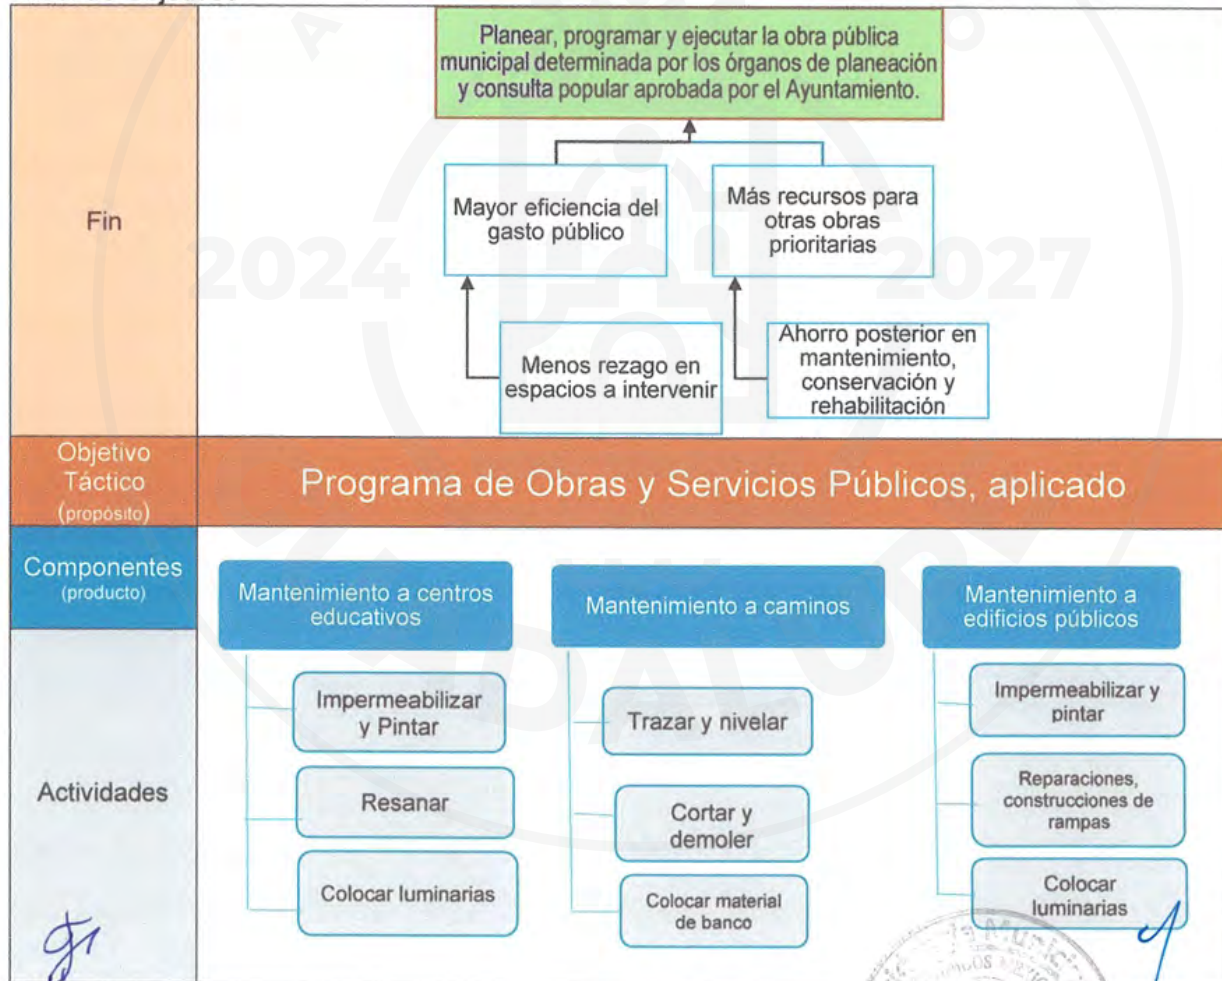 Planear, programar y ejecutar la obra pública
municipal determinada por los órganos de planeación
y consulta popular aprobada por el Ayuntamiento.
Fin
Mayor eficiencia del
gasto público
Más recursos para
otras obras
prioritarias
2024
2027
Menos rezago en
espacios a intervenir
Ahorro posterior en
mantenimiento,
conservación y
rehabilitación
Objetivo
Táctico
(propósito)
Programa de Obras y Servicios Públicos, aplicado
Componentes
(producto)
Mantenimiento a centros
educativos
Mantenimiento a caminos
Mantenimiento a
edificios públicos
Actividades
Impermeabilizar
y Pintar
Resanar
Colocar luminarias
Trazar y nivelar
Cortar y
demoler
Colocar material
de banco
Impermeabilizar y
pintar
Reparaciones,
construcciones de
rampas
Colocar
luminarias